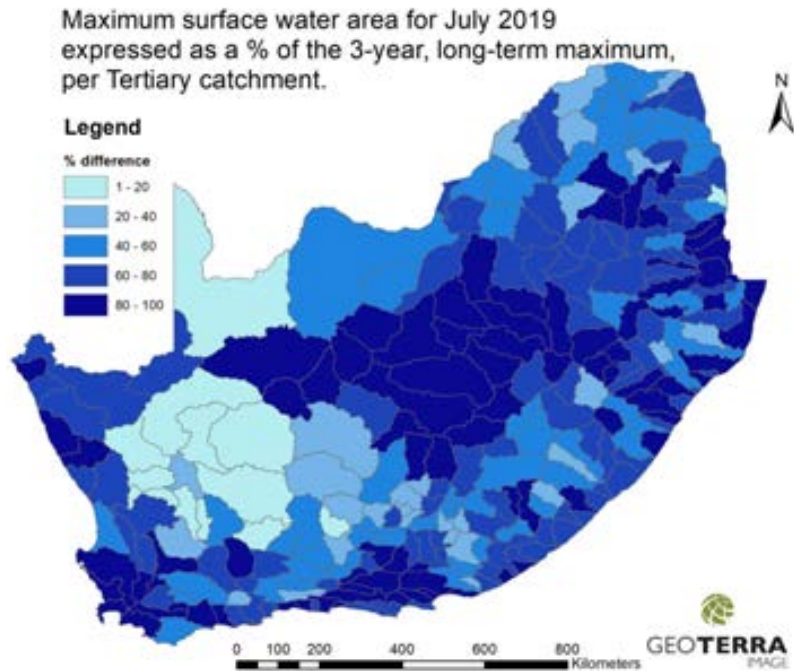 Maximum surface water area for July 2019
expressed as a % of the 3-year, long-term maximum,
per Tertiary catchment.
N
Legend
% difference
1 - 20
20 - 40
40 - 60
60 - 80
80 - 100
0 100 200 400 600 800
Kilometers
GEOTERRA
IMAGE